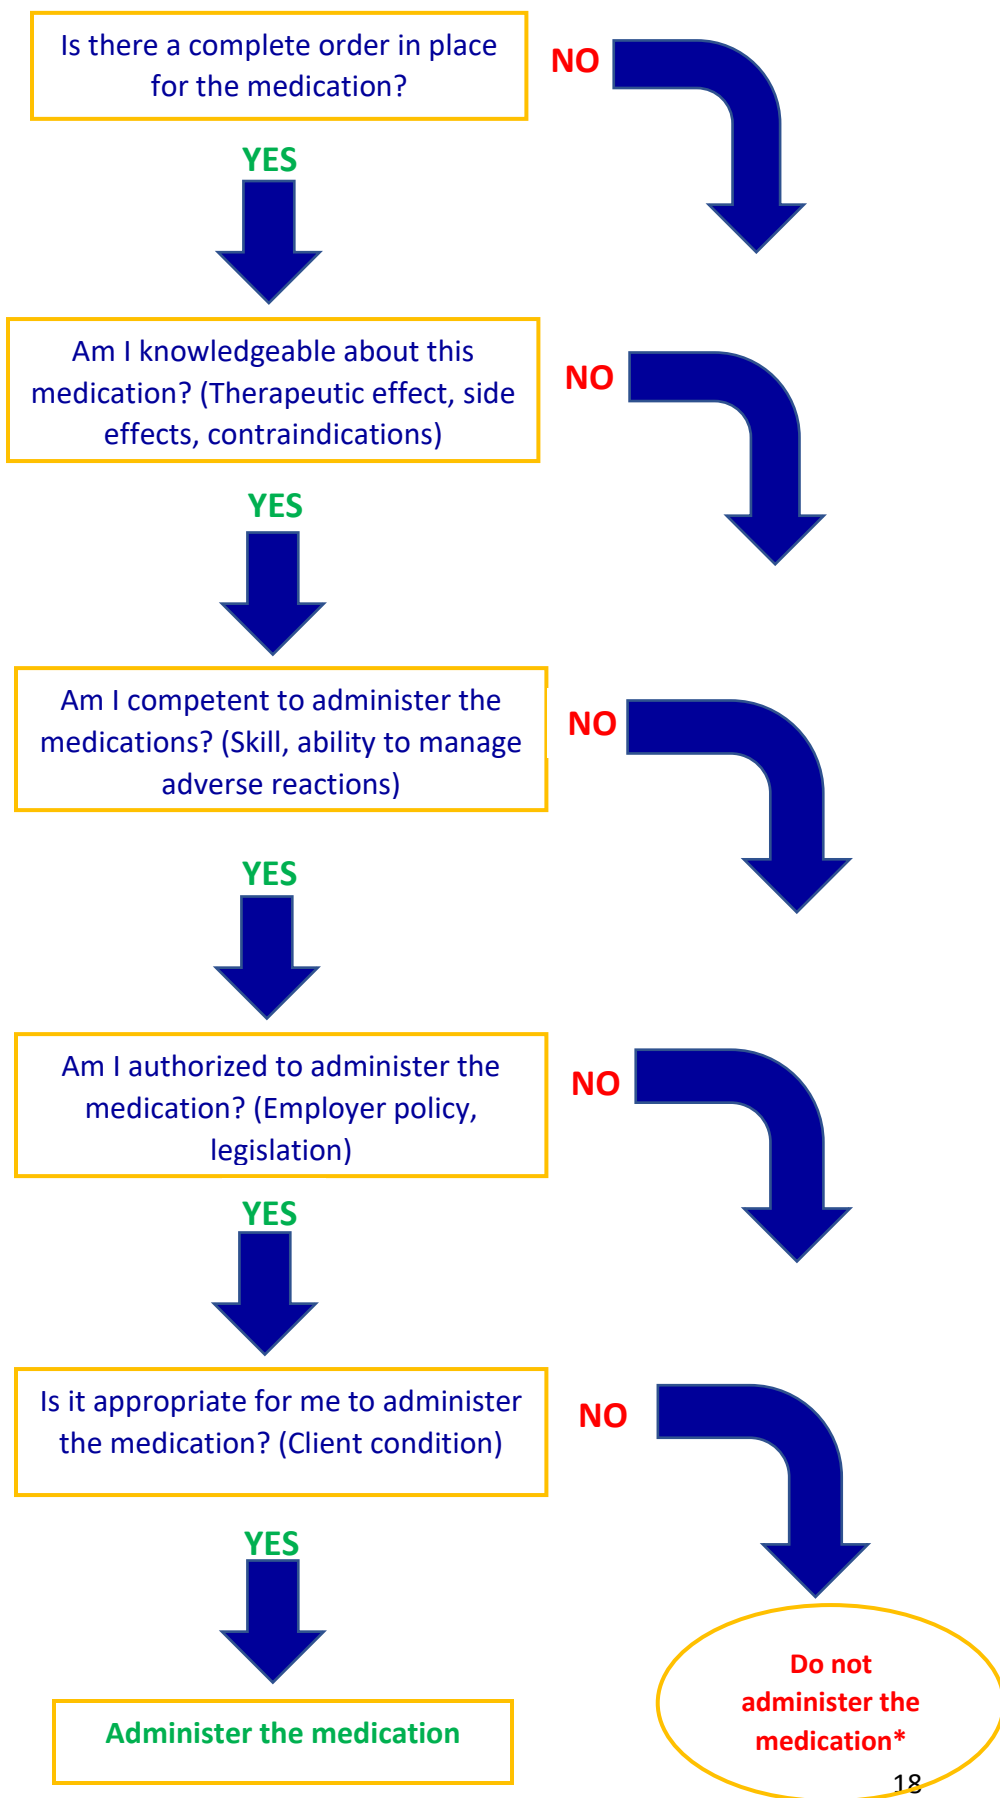 Is there a complete order in place
for the medication?
NO
YES
Am I knowledgeable about this
medication? (Therapeutic effect, side
effects, contraindications)
NO
YES
Am I competent to administer the
medications? (Skill, ability to manage
adverse reactions)
NO
YES
Am I authorized to administer the
medication? (Employer policy,
legislation)
NO
YES
Is it appropriate for me to administer
the medication? (Client condition)
NO
YES
Administer the medication
Do not
administer the
medication*
18